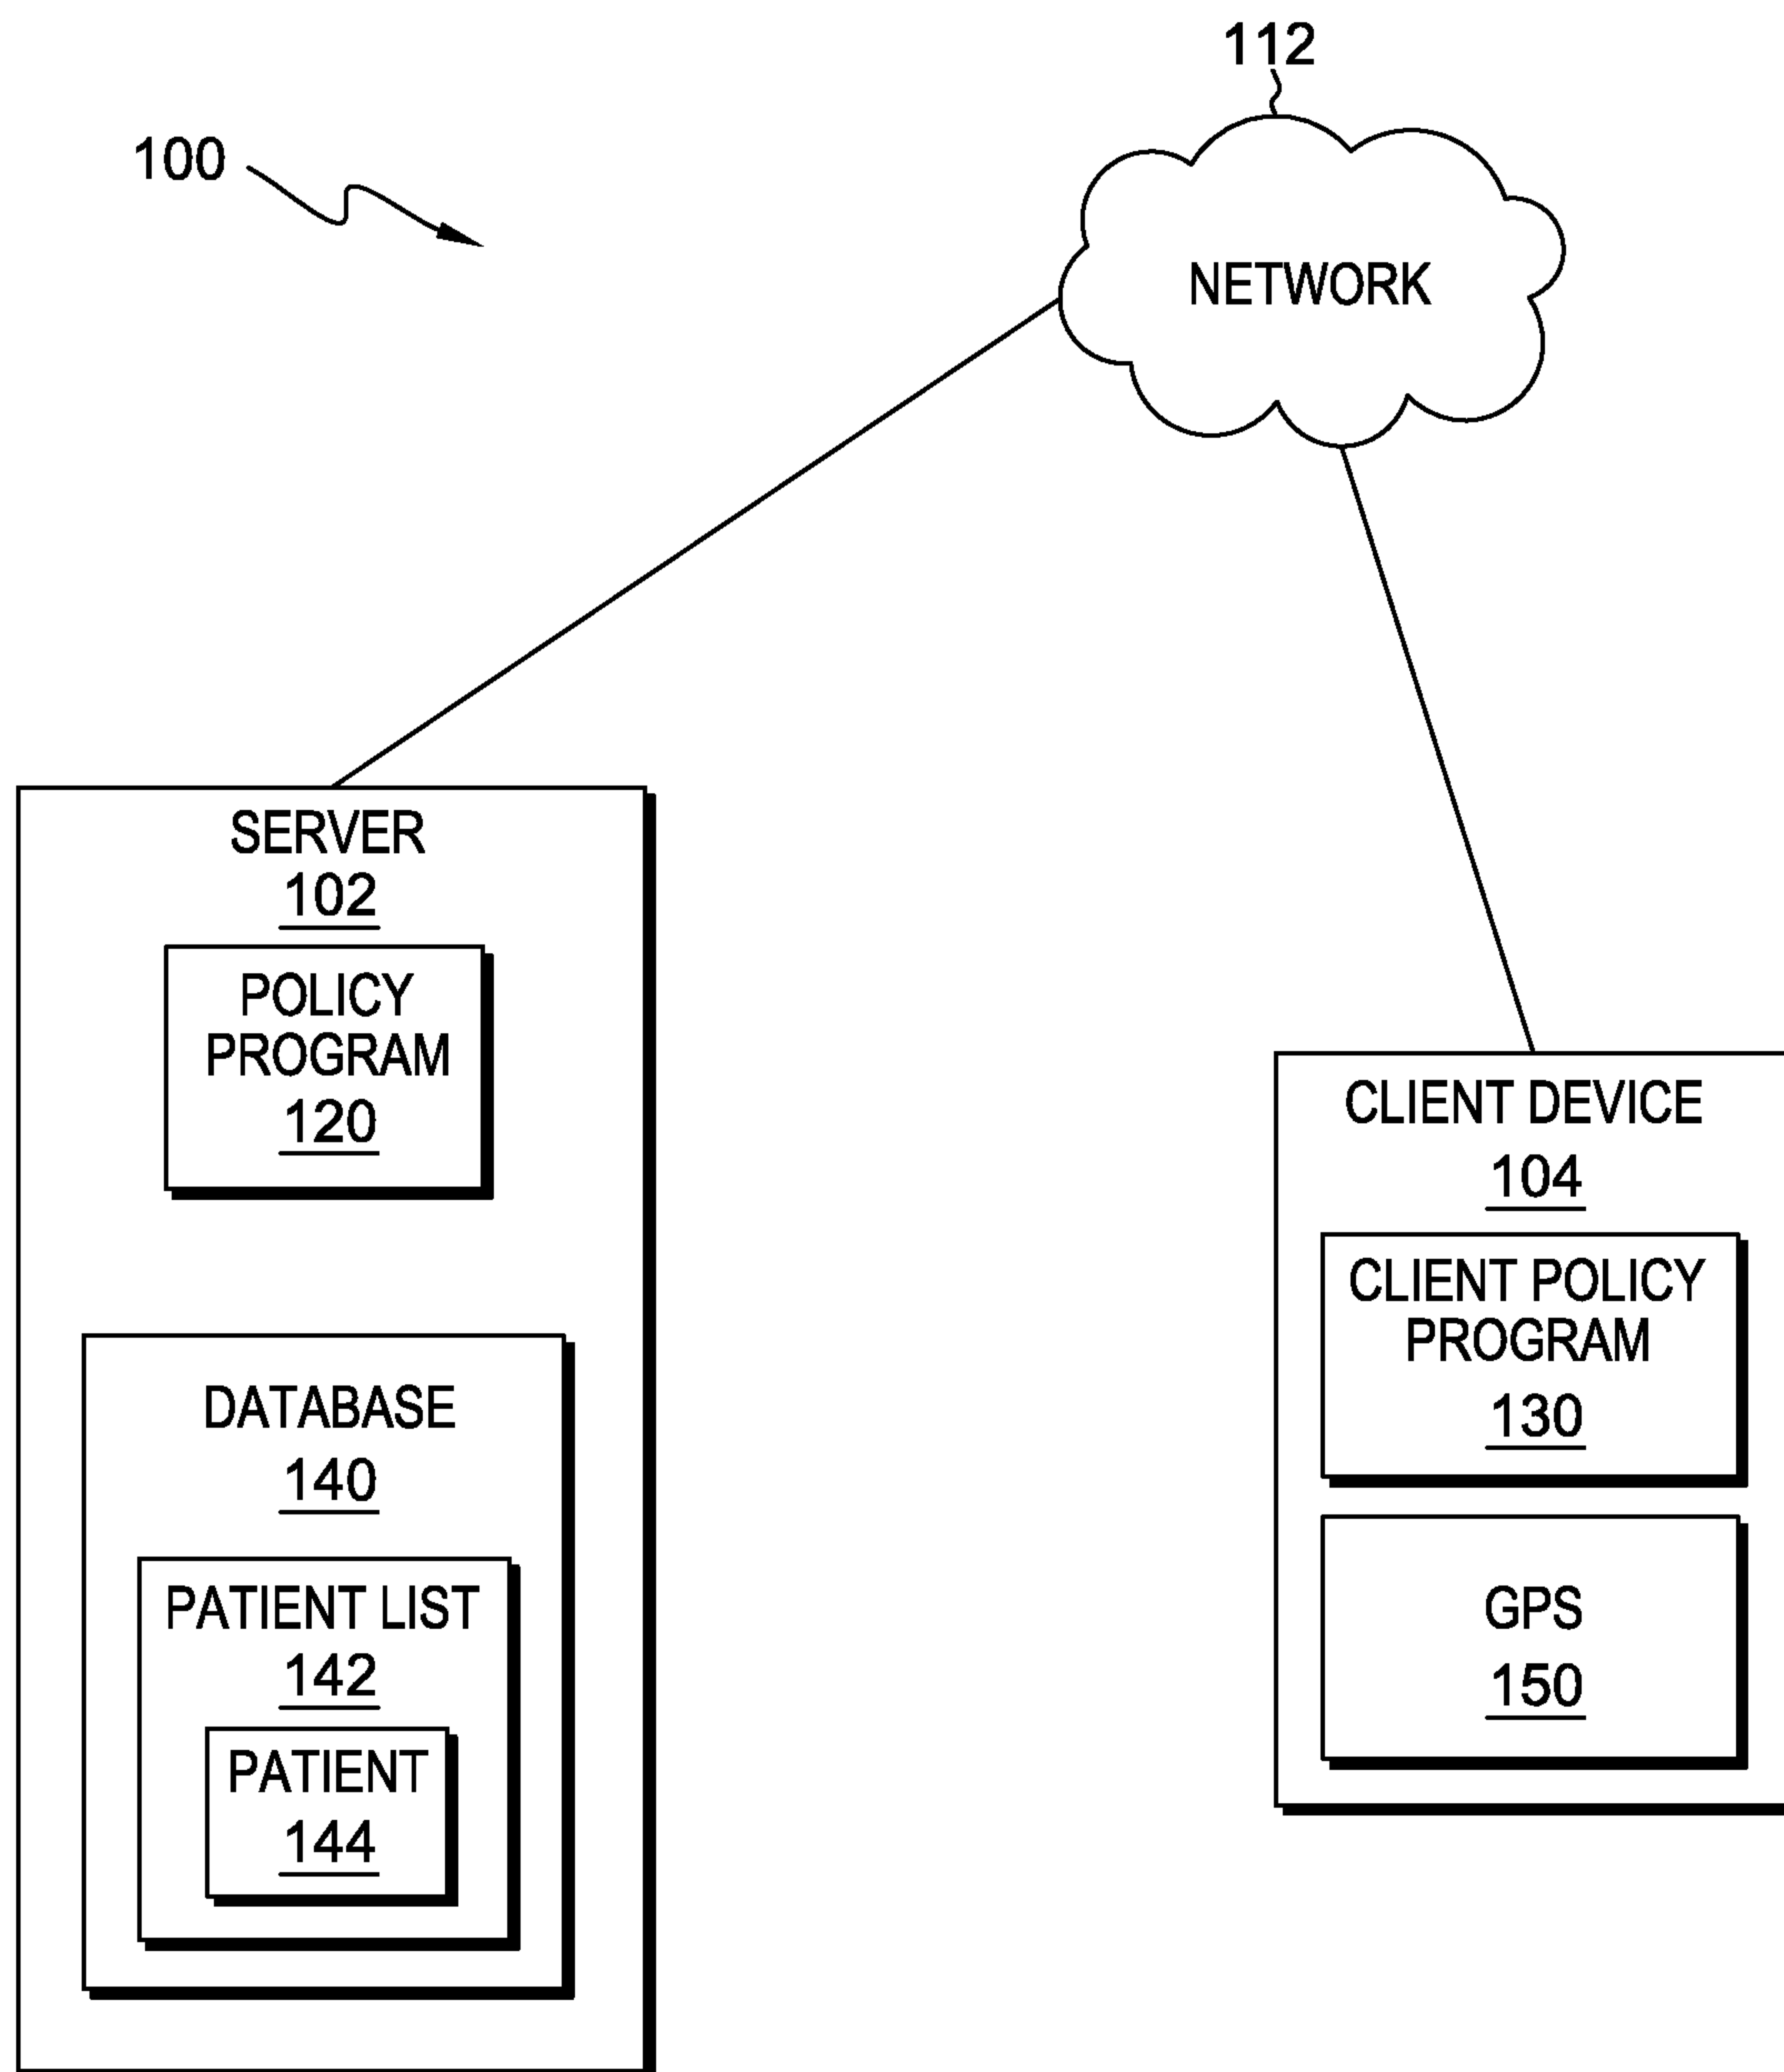 112
100
NETWORK
SERVER
102
POLICY
PROGRAM
120
DATABASE
140
PATIENT LIST
142
PATIENT
144
CLIENT DEVICE
104
CLIENT POLICY
PROGRAM
130
GPS
150